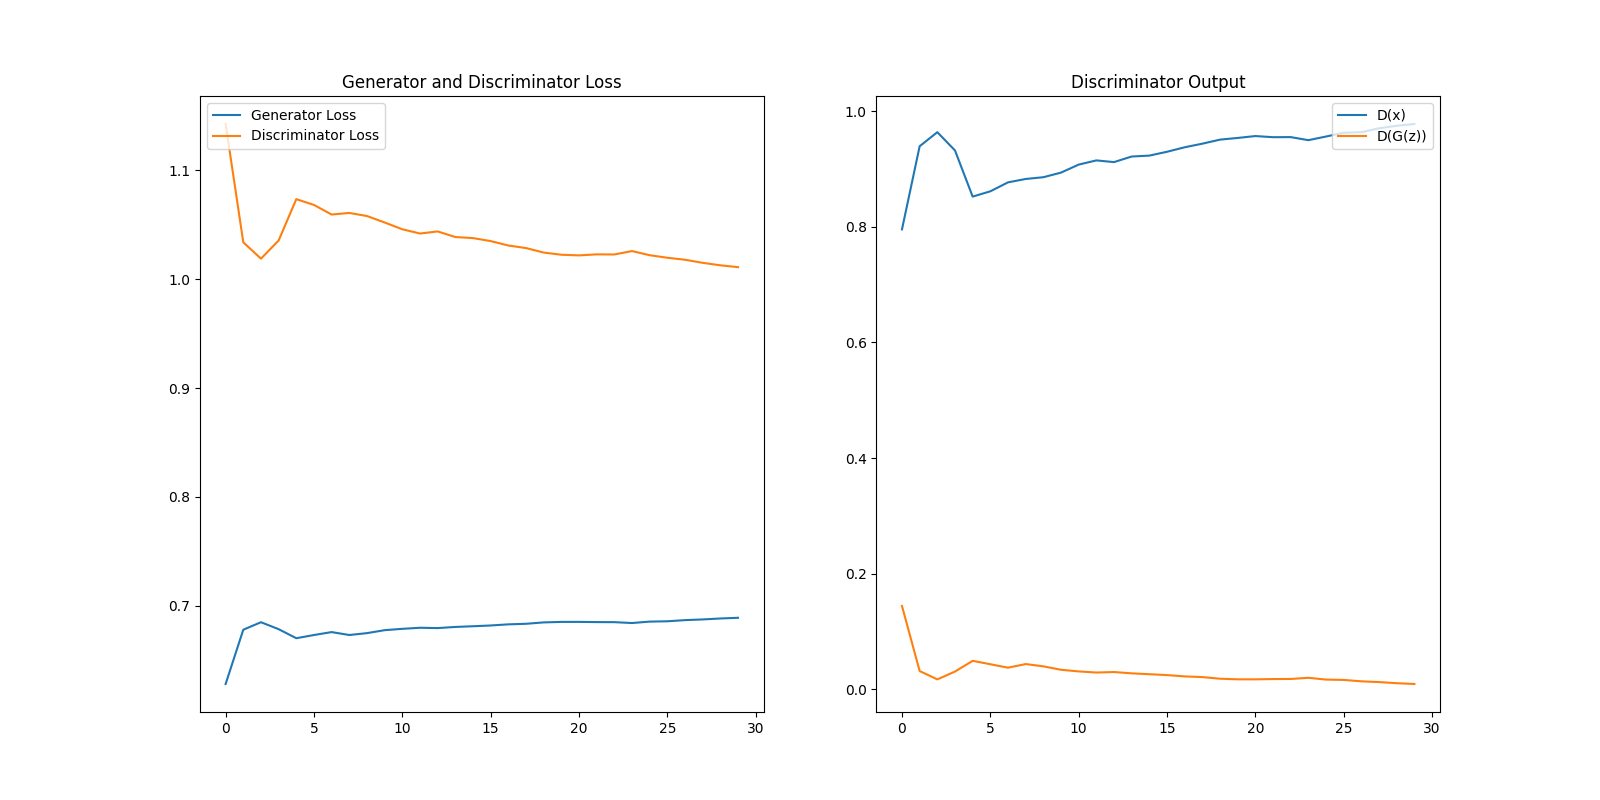 Generator and Discriminator Loss
Generator Loss
Discriminator Loss
1.1
1.0
0.9
0.8
0.7
0 5 10 15 20 25 30
Discriminator Output
D(x)
D(G(z))
1.0
0.8
0.6
0.4
0.2
0.0
0 5 10 15 20 25 30